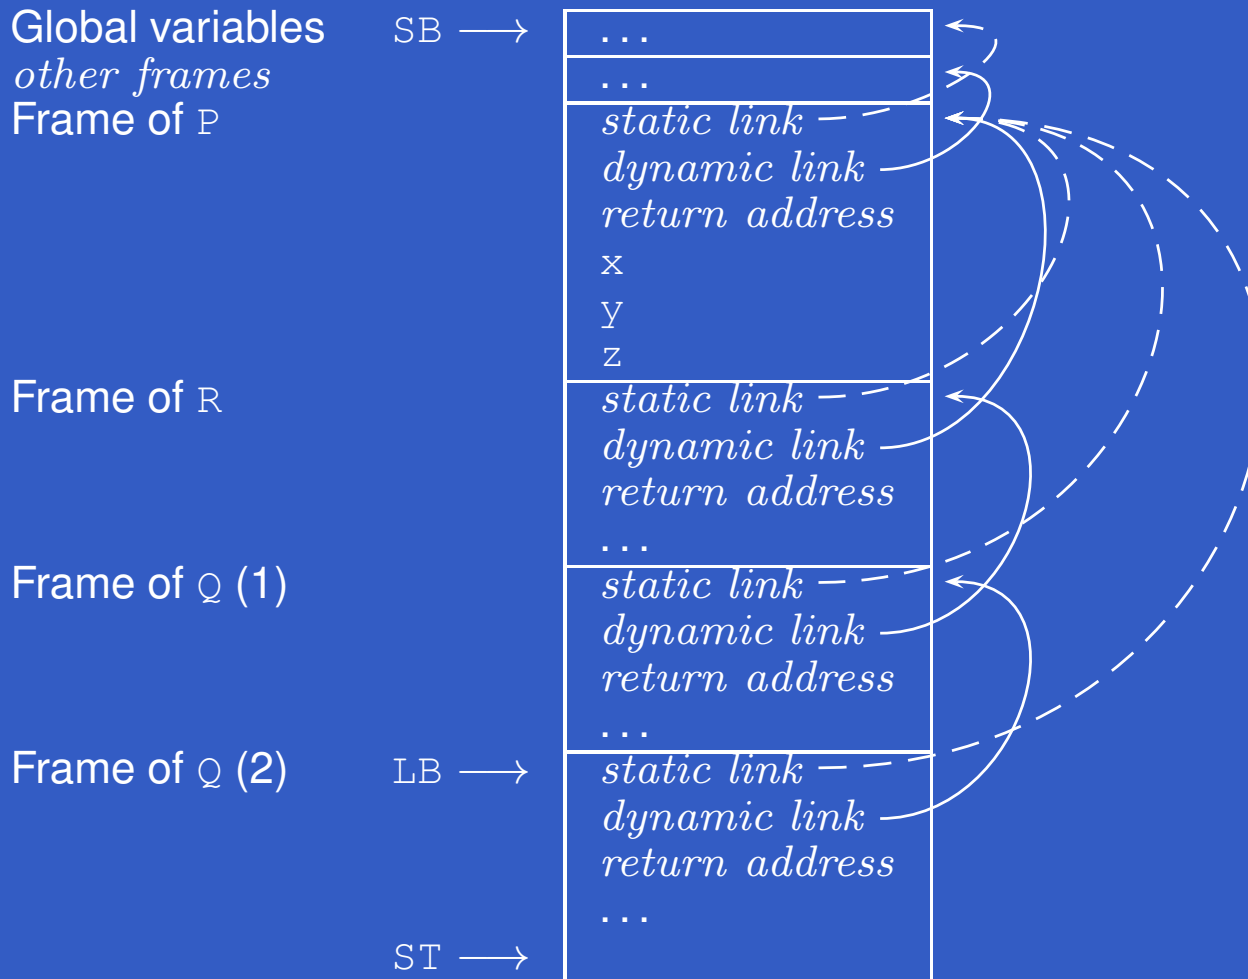 Global variables SB ...
other frames ...
Frame of P static link
dynamic link
return address
x
y
z
Frame of R static link
dynamic link
return address
...
Frame of Q (1) static link
dynamic link
return address
...
Frame of Q (2) LB static link
dynamic link
return address
...
ST